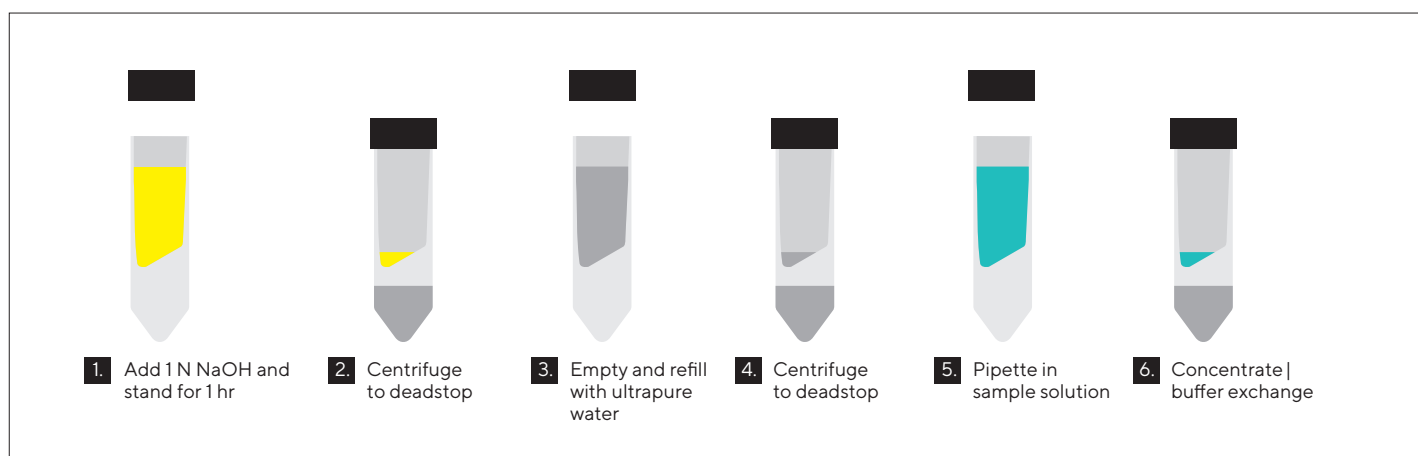 1. Add 1 N NaOH and
stand for 1 hr
2. Centrifuge
to deadstop
3. Empty and refill
with ultrapure
water
4. Centrifuge
to deadstop
5. Pipette in
sample solution
6. Concentrate |
buffer exchange